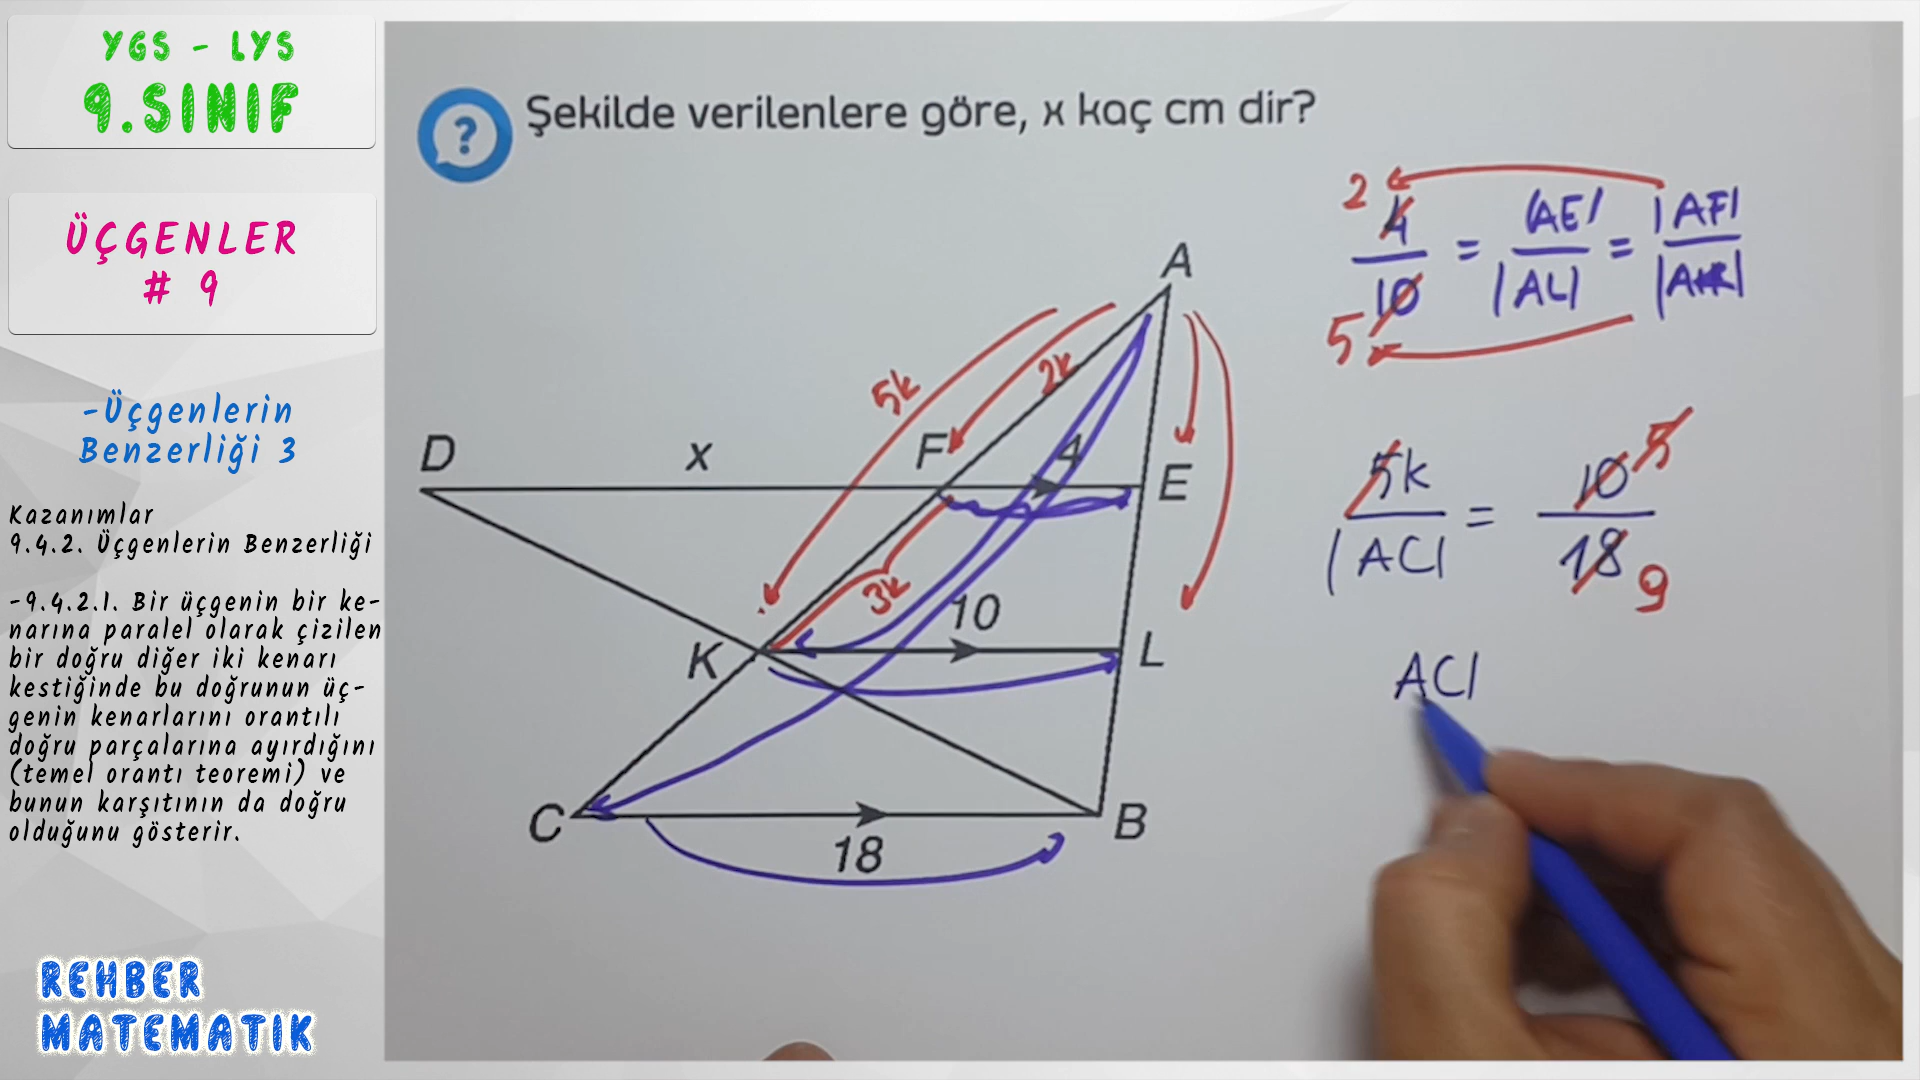 YGS - LYS
9.SINIF
ÜÇGENLER
# 9
-Üçgenlerin
Benzerliği 3
Kazanımlar
9.4.2. Üçgenlerin Benzerliği
-9.4.2.1. Bir üçgenin bir ke-
narına paralel olarak çizilen
bir doğru diğer iki kenarı
kestiğinde bu doğrunun üç-
genin kenarlarını orantılı
doğru parçalarına ayırdığını
(temel orantı teoremi) ve
bunun karşıtının da doğru
olduğunu gösterir.
REHBER
MATEMATIK
? Şekilde verilenlere göre, x kaç cm dir?
A
5k 2k
D x F 4 E
3k 10
K L
C B
18
2 4 / 10 5 = |AE| / |AL| = |AF| / |AK|
5k / |AC| = 10 5 / 18 9
AC|